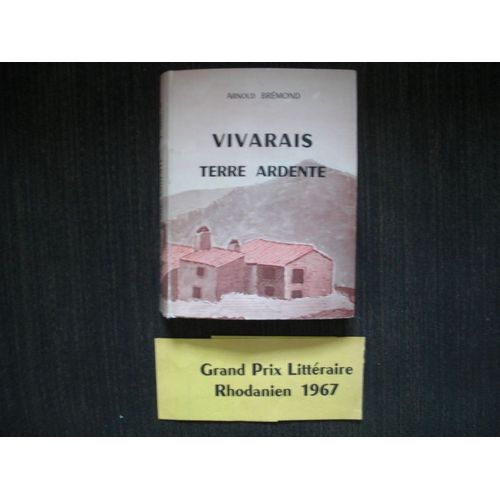 ARNOLD BRÉMOND
VIVARAIS
TERRE ARDENTE
Grand Prix Littéraire
Rhodanien 1967